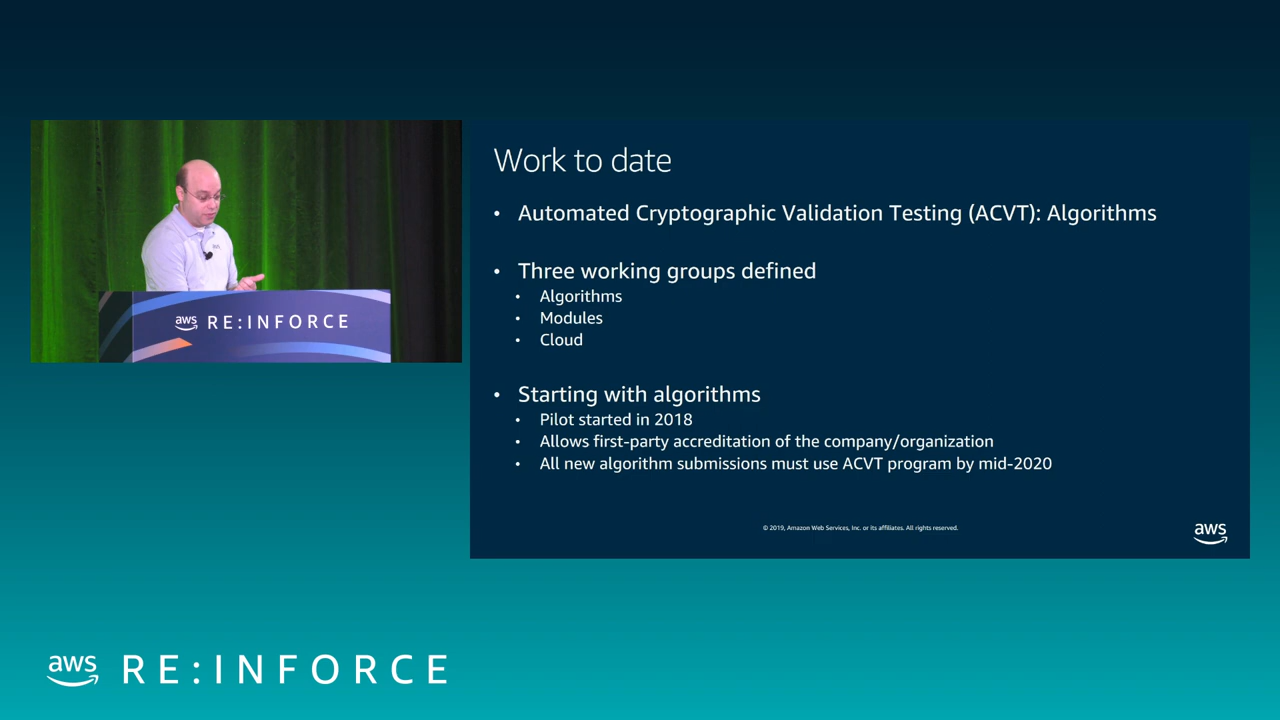 aws RE:INFORCE
Work to date
• Automated Cryptographic Validation Testing (ACVT): Algorithms
• Three working groups defined
• Algorithms
• Modules
• Cloud
• Starting with algorithms
• Pilot started in 2018
• Allows first-party accreditation of the company/organization
• All new algorithm submissions must use ACVT program by mid-2020
© 2019, Amazon Web Services, Inc. or its affiliates. All rights reserved.
aws
aws RE:INFORCE